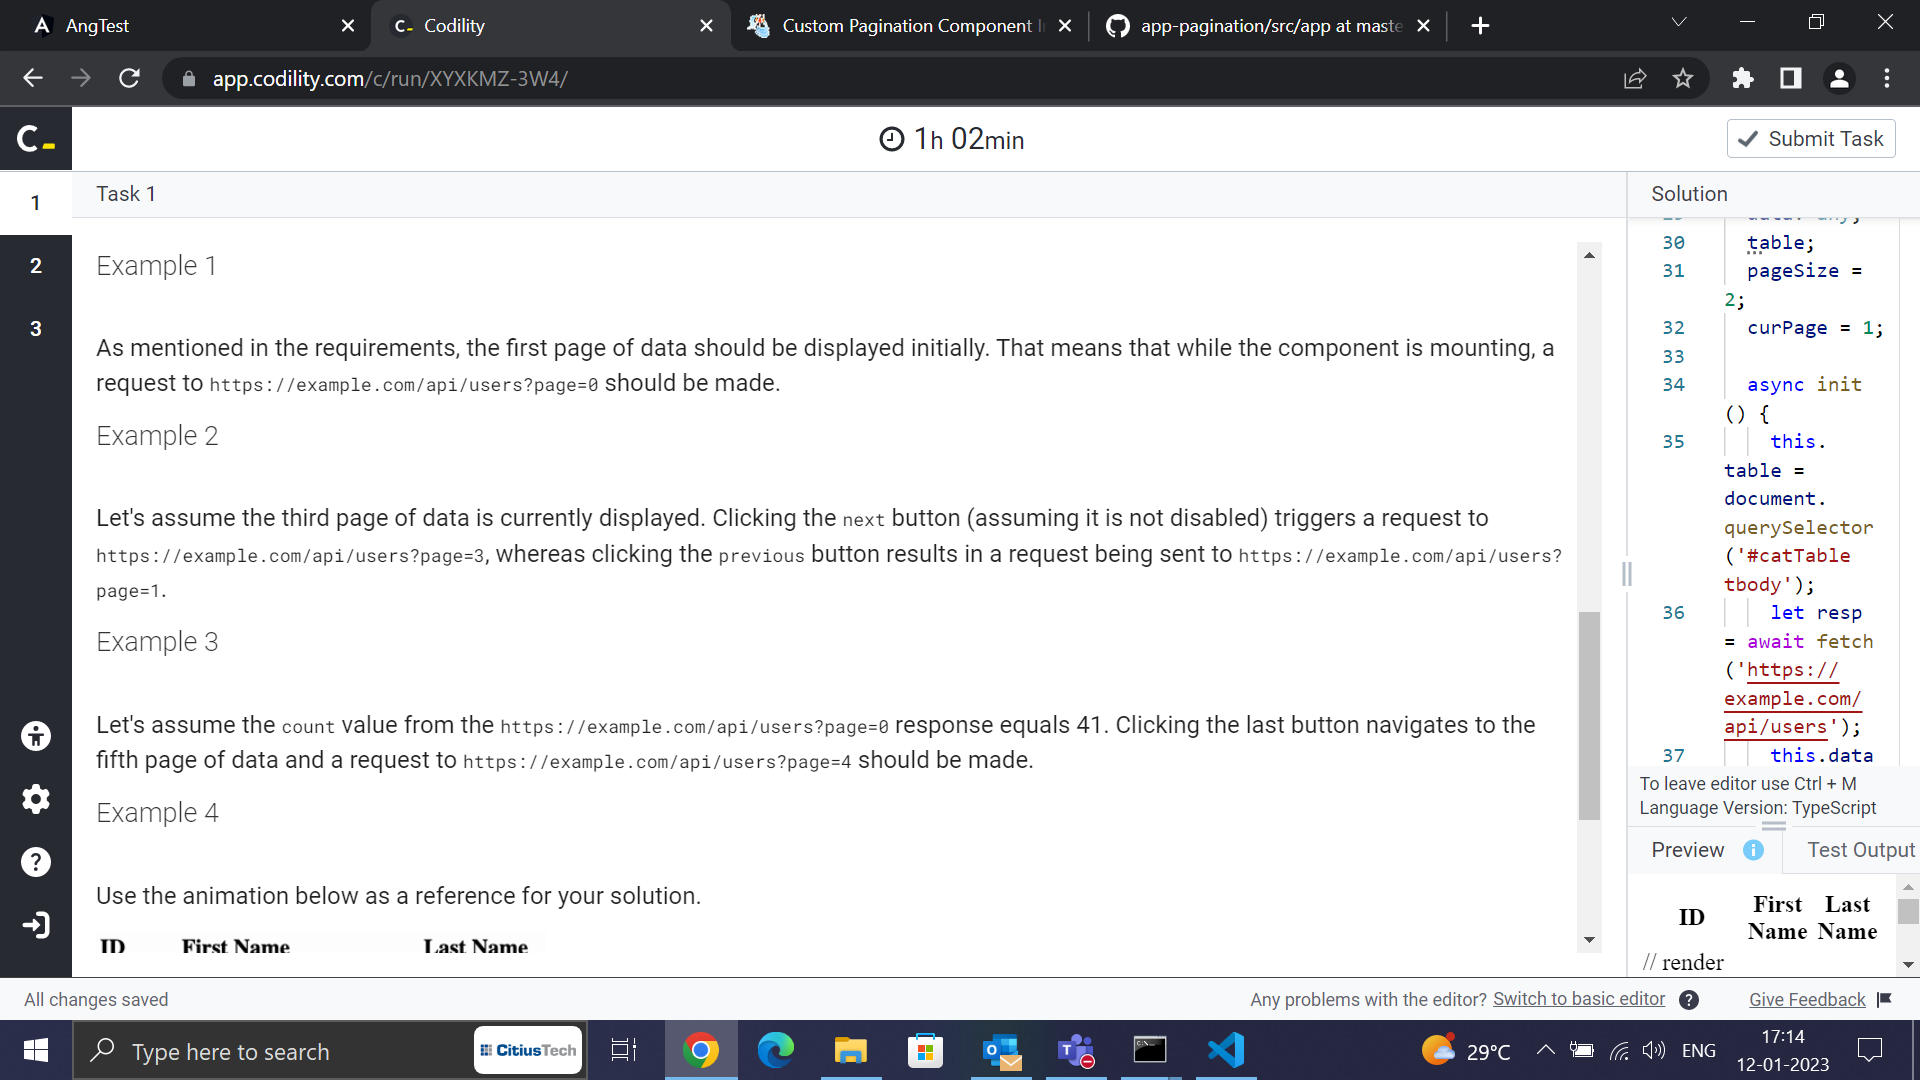 AngTest
Codility
Custom Pagination Component I
app-pagination/src/app at maste
app.codility.com/c/run/XYXKMZ-3W4/
C
1h 02min
Submit Task
1
2
3
Task 1
Example 1
As mentioned in the requirements, the first page of data should be displayed initially. That means that while the component is mounting, a
request to https://example.com/api/users?page=0 should be made.
Example 2
Let's assume the third page of data is currently displayed. Clicking the next button (assuming it is not disabled) triggers a request to
https://example.com/api/users?page=3, whereas clicking the previous button results in a request being sent to https://example.com/api/users?
page=1.
Example 3
Let's assume the count value from the https://example.com/api/users?page=0 response equals 41. Clicking the last button navigates to the
fifth page of data and a request to https://example.com/api/users?page=4 should be made.
Example 4
Use the animation below as a reference for your solution.
ID First Name Last Name
Solution
29 data: any;
30 table;
31 pageSize =
2;
32 curPage = 1;
33
34 async init
() {
35 this.
table =
document.
querySelector
('#catTable
tbody');
36 let resp
= await fetch
('https://
example.com/
api/users');
37 this.data
To leave editor use Ctrl + M
Language Version: TypeScript
Preview i Test Output
ID First Name Last Name
// render
All changes saved
Any problems with the editor? Switch to basic editor ? Give Feedback
Type here to search
CitiusTech
29°C
ENG
17:14
12-01-2023